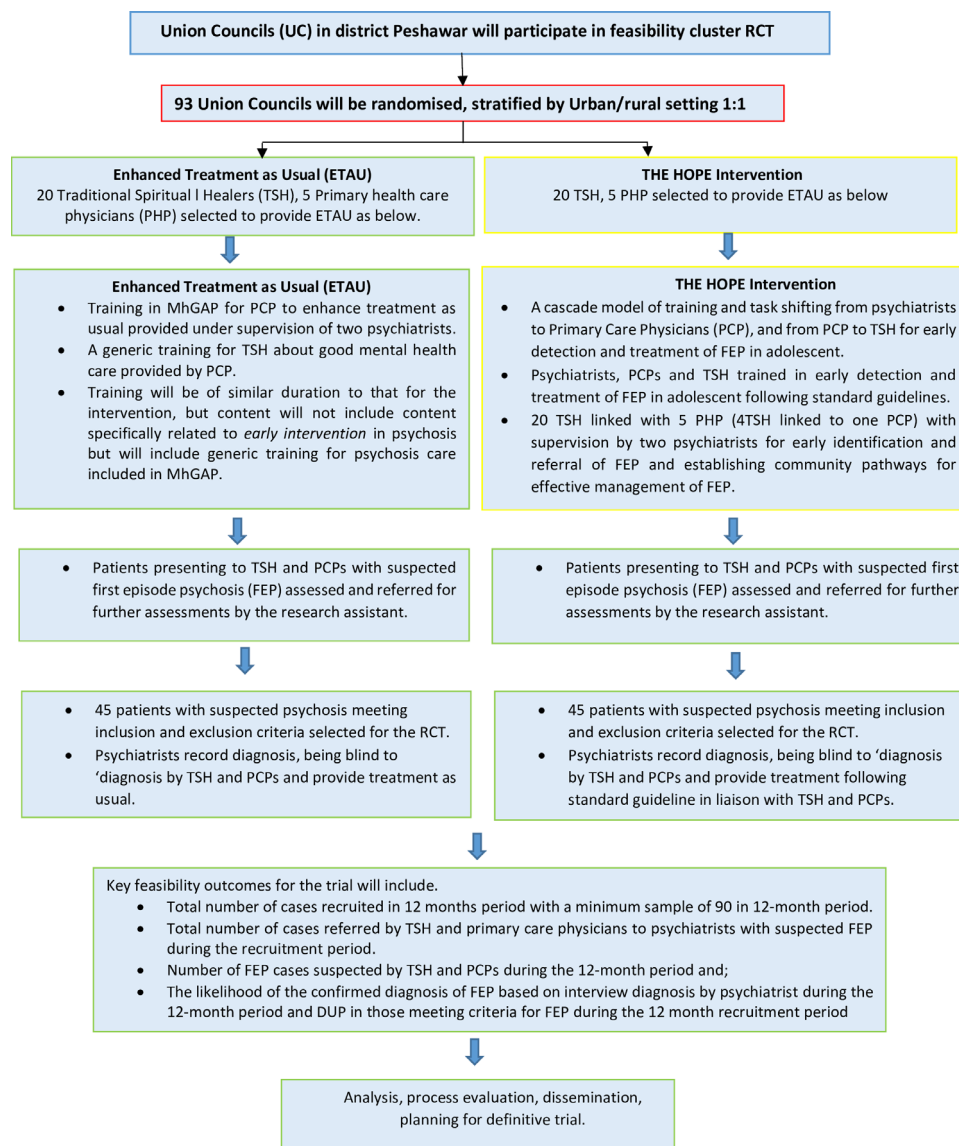 Union Councils (UC) in district Peshawar will participate in feasibility cluster RCT
93 Union Councils will be randomised, stratified by Urban/rural setting 1:1
Enhanced Treatment as Usual (ETAU)
20 Traditional Spiritual l Healers (TSH), 5 Primary health care
physicians (PHP) selected to provide ETAU as below.
THE HOPE Intervention
20 TSH, 5 PHP selected to provide ETAU as below
Enhanced Treatment as Usual (ETAU)
• Training in MhGAP for PCP to enhance treatment as
usual provided under supervision of two psychiatrists.
• A generic training for TSH about good mental health
care provided by PCP.
• Training will be of similar duration to that for the
intervention, but content will not include content
specifically related to early intervention in psychosis
but will include generic training for psychosis care
included in MhGAP.
THE HOPE Intervention
• A cascade model of training and task shifting from psychiatrists
to Primary Care Physicians (PCP), and from PCP to TSH for early
detection and treatment of FEP in adolescent.
• Psychiatrists, PCPs and TSH trained in early detection and
treatment of FEP in adolescent following standard guidelines.
• 20 TSH linked with 5 PHP (4TSH linked to one PCP) with
supervision by two psychiatrists for early identification and
referral of FEP and establishing community pathways for
effective management of FEP.
• Patients presenting to TSH and PCPs with suspected
first episode psychosis (FEP) assessed and referred for
further assessments by the research assistant.
• Patients presenting to TSH and PCPs with suspected first
episode psychosis (FEP) assessed and referred for further
assessments by the research assistant.
• 45 patients with suspected psychosis meeting
inclusion and exclusion criteria selected for the RCT.
• Psychiatrists record diagnosis, being blind to
‘diagnosis by TSH and PCPs and provide treatment as
usual.
• 45 patients with suspected psychosis meeting inclusion
and exclusion criteria selected for the RCT.
• Psychiatrists record diagnosis, being blind to ‘diagnosis
by TSH and PCPs and provide treatment following
standard guideline in liaison with TSH and PCPs.
Key feasibility outcomes for the trial will include.
• Total number of cases recruited in 12 months period with a minimum sample of 90 in 12-month period.
• Total number of cases referred by TSH and primary care physicians to psychiatrists with suspected FEP
during the recruitment period.
• Number of FEP cases suspected by TSH and PCPs during the 12-month period and;
• The likelihood of the confirmed diagnosis of FEP based on interview diagnosis by psychiatrist during the
12-month period and DUP in those meeting criteria for FEP during the 12 month recruitment period
Analysis, process evaluation, dissemination,
planning for definitive trial.